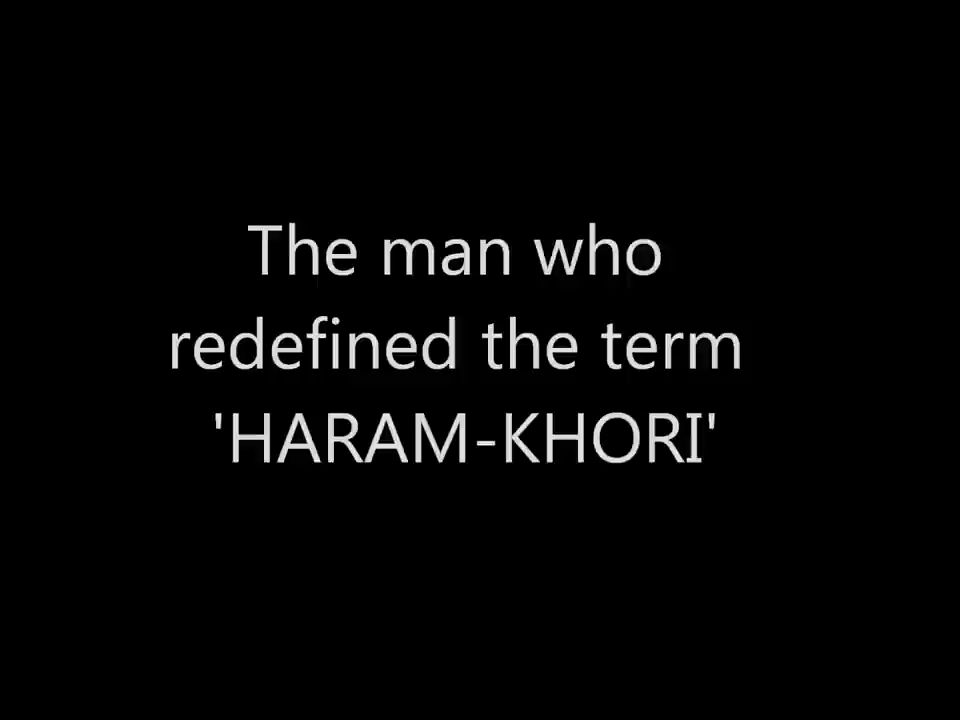 The man who
redefined the term
'HARAM-KHORI'